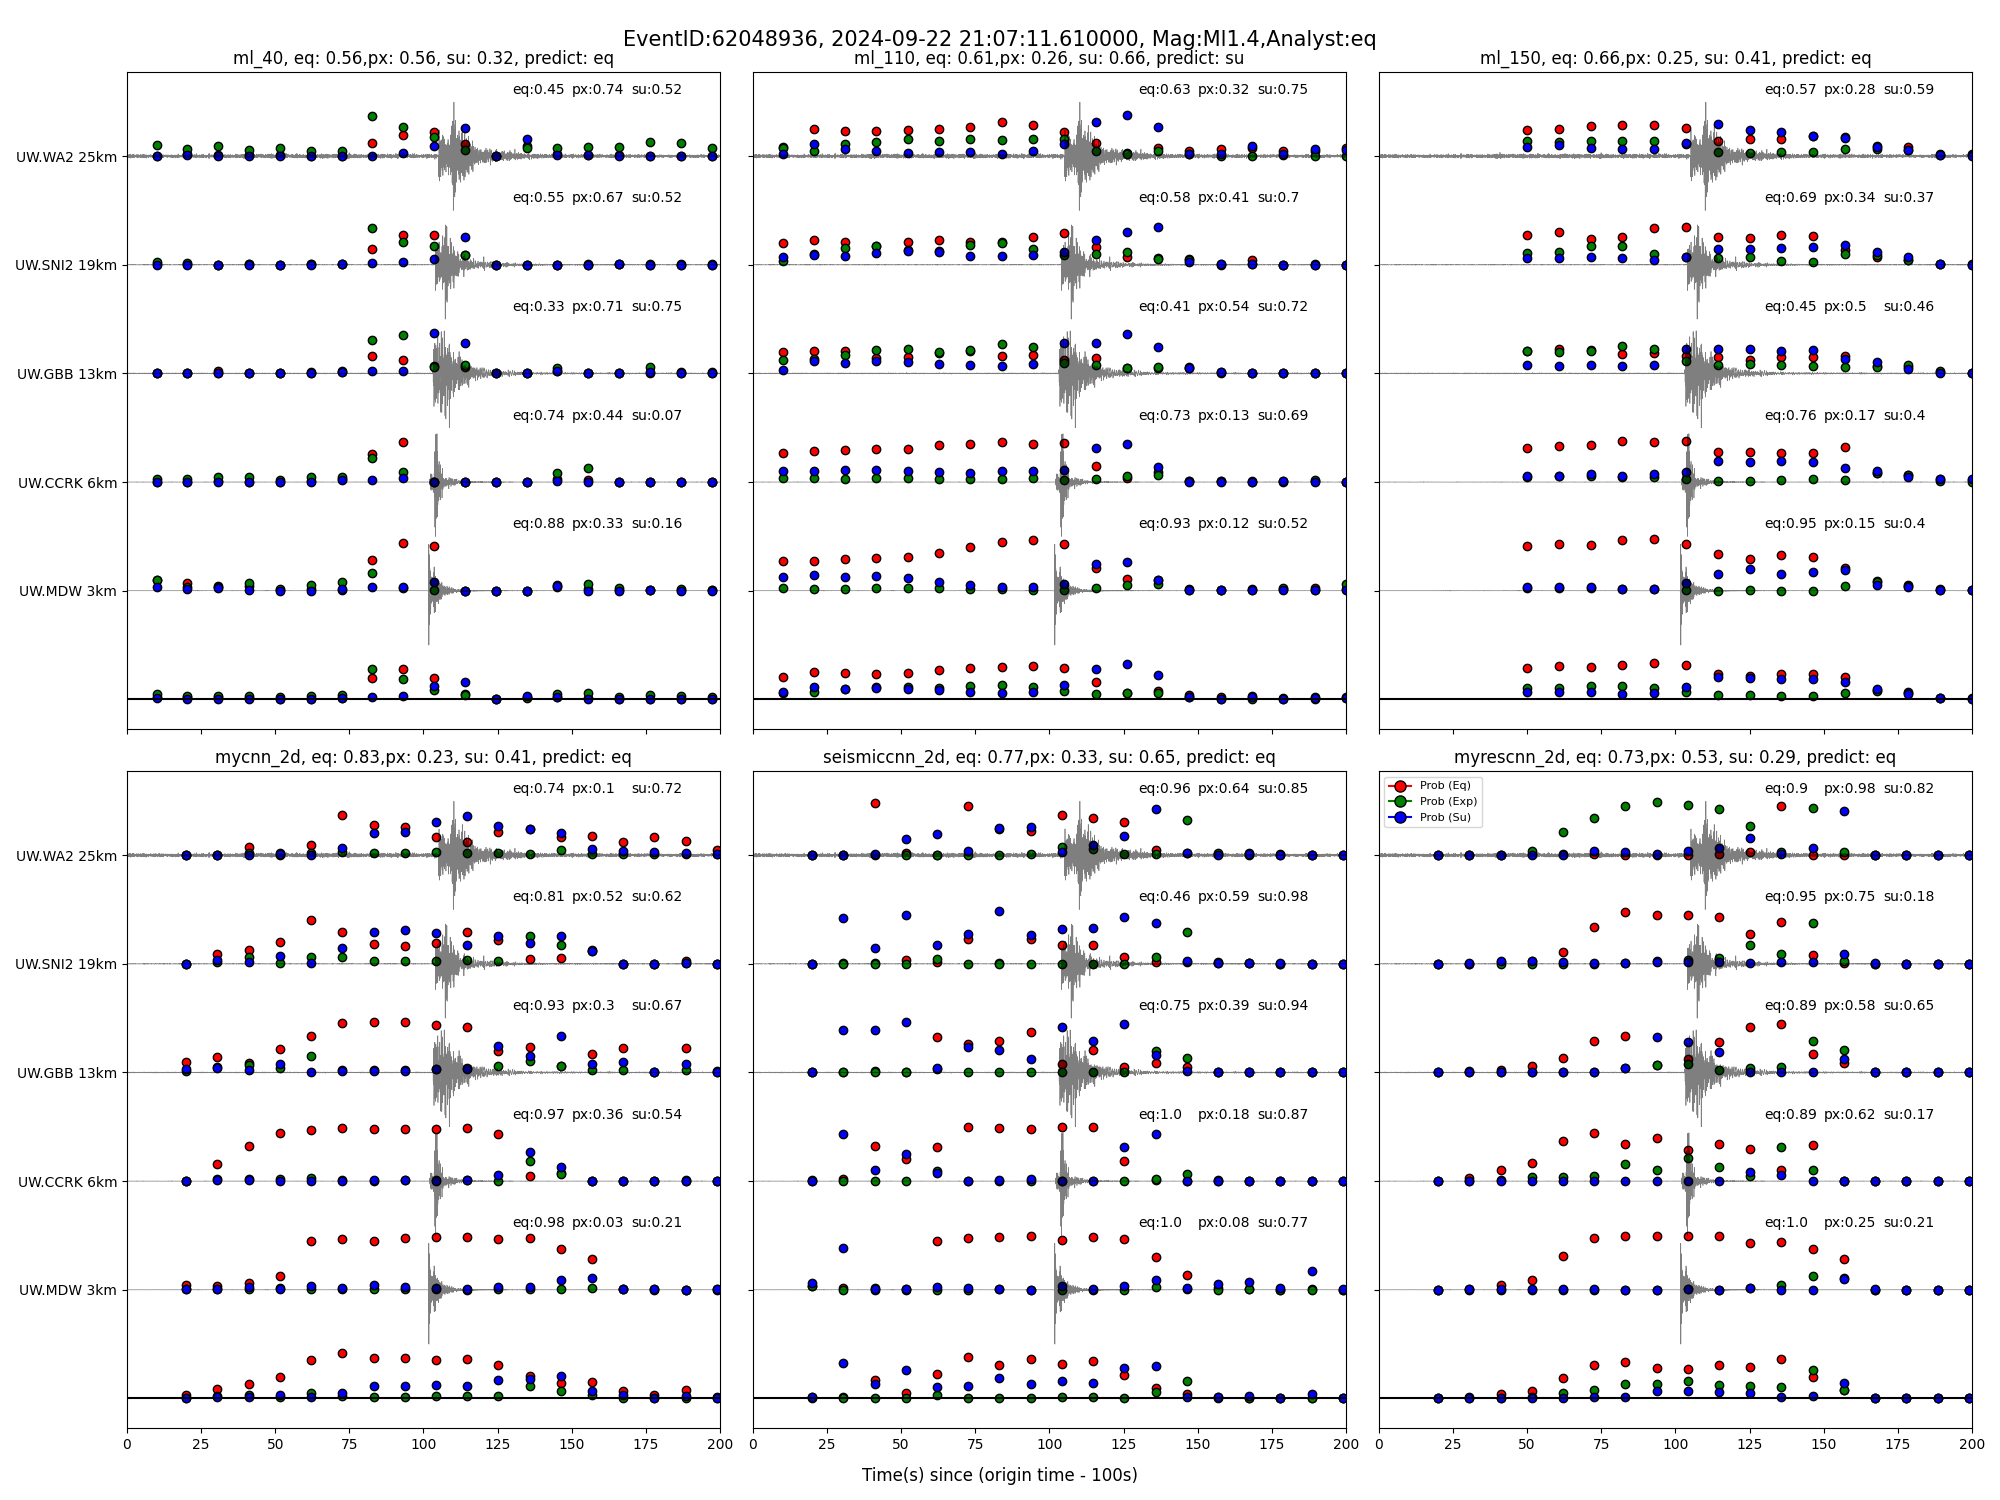 EventID:62048936, 2024-09-22 21:07:11.610000, Mag:Ml1.4,Analyst:eq
ml_40, eq: 0.56,px: 0.56, su: 0.32, predict: eq
UW.WA2 25km
eq:0.45 px:0.74 su:0.52
UW.SNI2 19km
eq:0.55 px:0.67 su:0.52
UW.GBB 13km
eq:0.33 px:0.71 su:0.75
UW.CCRK 6km
eq:0.74 px:0.44 su:0.07
UW.MDW 3km
eq:0.88 px:0.33 su:0.16
ml_110, eq: 0.61,px: 0.26, su: 0.66, predict: su
eq:0.63 px:0.32 su:0.75
eq:0.58 px:0.41 su:0.7
eq:0.41 px:0.54 su:0.72
eq:0.73 px:0.13 su:0.69
eq:0.93 px:0.12 su:0.52
ml_150, eq: 0.66,px: 0.25, su: 0.41, predict: eq
eq:0.57 px:0.28 su:0.59
eq:0.69 px:0.34 su:0.37
eq:0.45 px:0.5 su:0.46
eq:0.76 px:0.17 su:0.4
eq:0.95 px:0.15 su:0.4
mycnn_2d, eq: 0.83,px: 0.23, su: 0.41, predict: eq
UW.WA2 25km
eq:0.74 px:0.1 su:0.72
UW.SNI2 19km
eq:0.81 px:0.52 su:0.62
UW.GBB 13km
eq:0.93 px:0.3 su:0.67
UW.CCRK 6km
eq:0.97 px:0.36 su:0.54
UW.MDW 3km
eq:0.98 px:0.03 su:0.21
0 25 50 75 100 125 150 175 200
seismiccnn_2d, eq: 0.77,px: 0.33, su: 0.65, predict: eq
eq:0.96 px:0.64 su:0.85
eq:0.46 px:0.59 su:0.98
eq:0.75 px:0.39 su:0.94
eq:1.0 px:0.18 su:0.87
eq:1.0 px:0.08 su:0.77
0 25 50 75 100 125 150 175 200
myrescnn_2d, eq: 0.73,px: 0.53, su: 0.29, predict: eq
Prob (Eq)
Prob (Exp)
Prob (Su)
eq:0.9 px:0.98 su:0.82
eq:0.95 px:0.75 su:0.18
eq:0.89 px:0.58 su:0.65
eq:0.89 px:0.62 su:0.17
eq:1.0 px:0.25 su:0.21
0 25 50 75 100 125 150 175 200
Time(s) since (origin time - 100s)